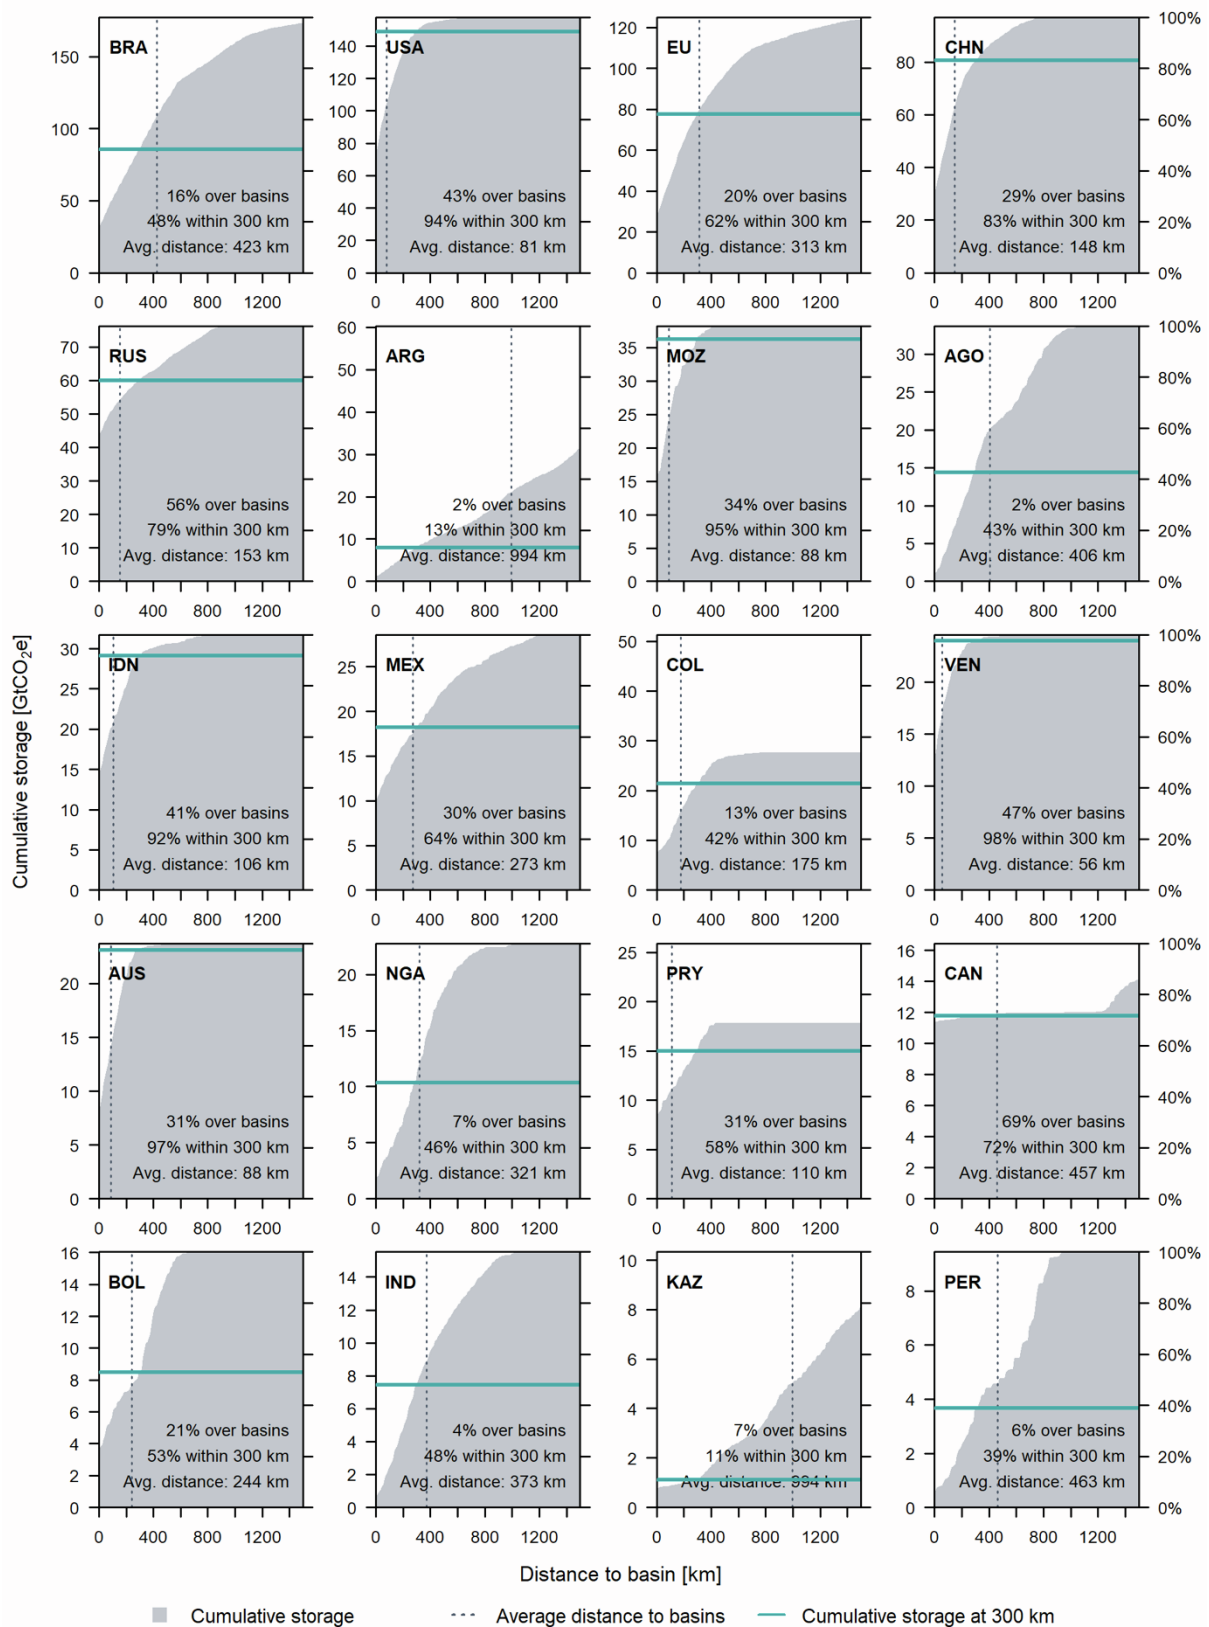 Cumulative storage [GtCO2e]
BRA
16% over basins
48% within 300 km
Avg. distance: 423 km
0 50 100 150
0 400 800 1200
USA
43% over basins
94% within 300 km
Avg. distance: 81 km
0 20 40 60 80 100 120 140
0 400 800 1200
EU
20% over basins
62% within 300 km
Avg. distance: 313 km
0 20 40 60 80 100 120
0 400 800 1200
CHN
29% over basins
83% within 300 km
Avg. distance: 148 km
0 20 40 60 80
0 400 800 1200
0% 20% 40% 60% 80% 100%
RUS
56% over basins
79% within 300 km
Avg. distance: 153 km
0 10 20 30 40 50 60 70
0 400 800 1200
ARG
2% over basins
13% within 300 km
Avg. distance: 994 km
0 10 20 30 40 50 60
0 400 800 1200
MOZ
34% over basins
95% within 300 km
Avg. distance: 88 km
0 5 10 15 20 25 30 35
0 400 800 1200
AGO
2% over basins
43% within 300 km
Avg. distance: 406 km
0 5 10 15 20 25 30
0 400 800 1200
0% 20% 40% 60% 80% 100%
IDN
41% over basins
92% within 300 km
Avg. distance: 106 km
0 5 10 15 20 25 30
0 400 800 1200
MEX
30% over basins
64% within 300 km
Avg. distance: 273 km
0 5 10 15 20 25
0 400 800 1200
COL
13% over basins
42% within 300 km
Avg. distance: 175 km
0 10 20 30 40 50
0 400 800 1200
VEN
47% over basins
98% within 300 km
Avg. distance: 56 km
0 5 10 15 20
0 400 800 1200
0% 20% 40% 60% 80% 100%
AUS
31% over basins
97% within 300 km
Avg. distance: 88 km
0 5 10 15 20
0 400 800 1200
NGA
7% over basins
46% within 300 km
Avg. distance: 321 km
0 5 10 15 20
0 400 800 1200
PRY
31% over basins
58% within 300 km
Avg. distance: 110 km
0 5 10 15 20 25
0 400 800 1200
CAN
69% over basins
72% within 300 km
Avg. distance: 457 km
0 2 4 6 8 10 12 14 16
0 400 800 1200
0% 20% 40% 60% 80% 100%
BOL
21% over basins
53% within 300 km
Avg. distance: 244 km
0 2 4 6 8 10 12 14 16
0 400 800 1200
IND
4% over basins
48% within 300 km
Avg. distance: 373 km
0 2 4 6 8 10 12 14
0 400 800 1200
KAZ
7% over basins
11% within 300 km
Avg. distance: 994 km
0 2 4 6 8 10
0 400 800 1200
PER
6% over basins
39% within 300 km
Avg. distance: 463 km
0 2 4 6 8
0 400 800 1200
0% 20% 40% 60% 80% 100%
Distance to basin [km]
Cumulative storage
Average distance to basins
Cumulative storage at 300 km